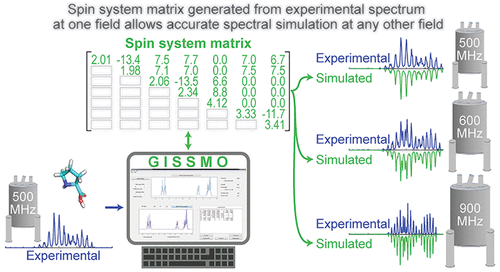 Spin system matrix generated from experimental spectrum
at one field allows accurate spectral simulation at any other field
Spin system matrix
2.01 -13.4 7.5 7.7 0.0 7.0 6.7
1.98 7.1 7.0 0.0 7.5 7.5
2.06 -13.5 6.6 0.0 0.0
2.34 8.8 0.0 0.0
4.12 0.0 0.0
3.33 -11.7
3.41
GISSMO
500
MHz
Experimental
Experimental
Simulated
500
MHz
Experimental
Simulated
600
MHz
Experimental
Simulated
900
MHz